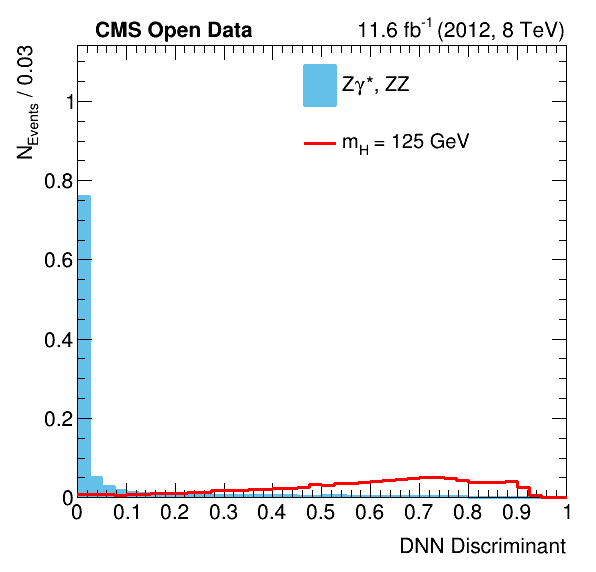 CMS Open Data 11.6 fb⁻¹ (2012, 8 TeV)
N_Events / 0.03
Zγ*, ZZ
m_H = 125 GeV
1
0.8
0.6
0.4
0.2
0
0 0.1 0.2 0.3 0.4 0.5 0.6 0.7 0.8 0.9 1
DNN Discriminant